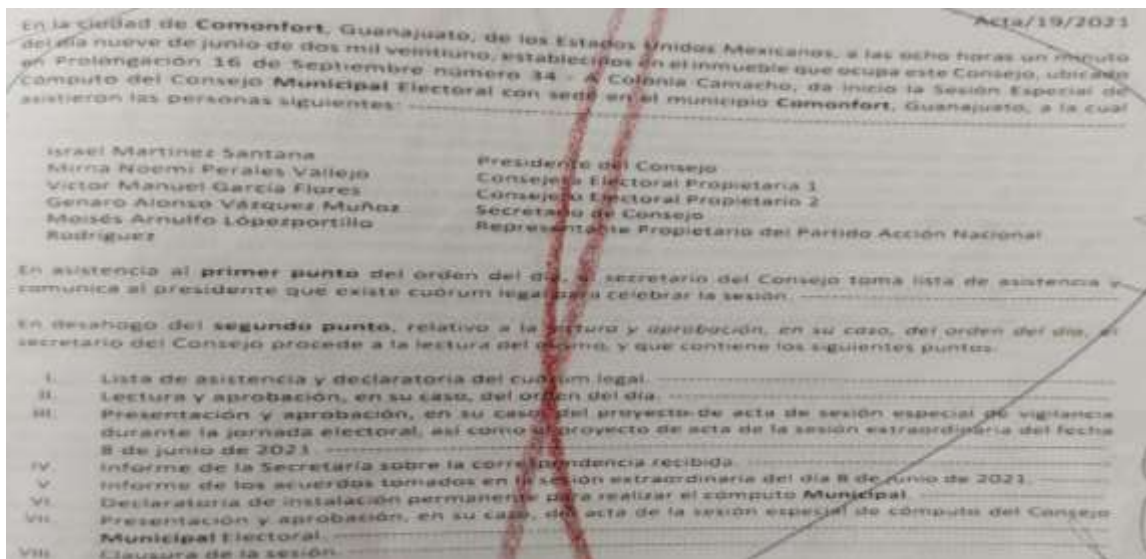 Acta/19/2021
En la ciudad de Comonfort, Guanajuato, de los Estados Unidos Mexicanos, a las ocho horas un minuto
del día nueve de junio de dos mil veintiuno, establecidos en el inmueble que ocupa este Consejo, ubicado
en Prolongación 16 de Septiembre número 34 - A Colonia Camacho, da inicio la Sesión Especial de
cómputo del Consejo Municipal Electoral con sede en el municipio Comonfort, Guanajuato, a la cual
asistieron las personas siguientes:
Israel Martínez Santana Presidente del Consejo
Mirna Noemi Perales Vallejo Consejera Electoral Propietaria 1
Victor Manuel García Flores Consejero Electoral Propietario 2
Genaro Alonso Vázquez Muñoz Secretario de Consejo
Moisés Arnulfo Lópezportillo Representante Propietario del Partido Acción Nacional
Rodríguez
En asistencia al primer punto del orden del día, el secretario del Consejo toma lista de asistencia y
comunica al presidente que existe cuórum legal para celebrar la sesión.
En desahogo del segundo punto, relativo a la lectura y aprobación, en su caso, del orden del día, el
secretario del Consejo procede a la lectura del mismo, y que contiene los siguientes puntos:
I. Lista de asistencia y declaratoria del cuórum legal.
II. Lectura y aprobación, en su caso, del orden del día.
III. Presentación y aprobación, en su caso, del proyecto de acta de sesión especial de vigilancia
durante la jornada electoral, así como el proyecto de acta de la sesión extraordinaria del fecha
8 de junio de 2021.
IV. Informe de la Secretaría sobre la correspondencia recibida.
V. Informe de los acuerdos tomados en la sesión extraordinaria del día 8 de junio de 2021.
VI. Declaratoria de instalación permanente para realizar el cómputo Municipal.
VII. Presentación y aprobación, en su caso, del acta de la sesión especial de cómputo del Consejo
Municipal Electoral.
VIII. Clausura de la sesión.